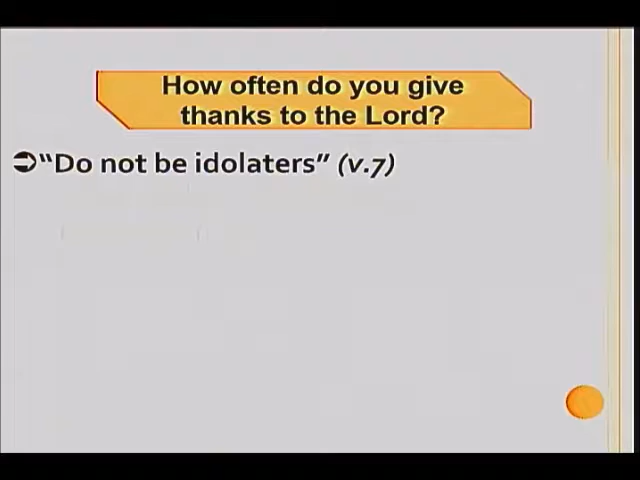 How often do you give
thanks to the Lord?
➲“Do not be idolaters” (v.7)